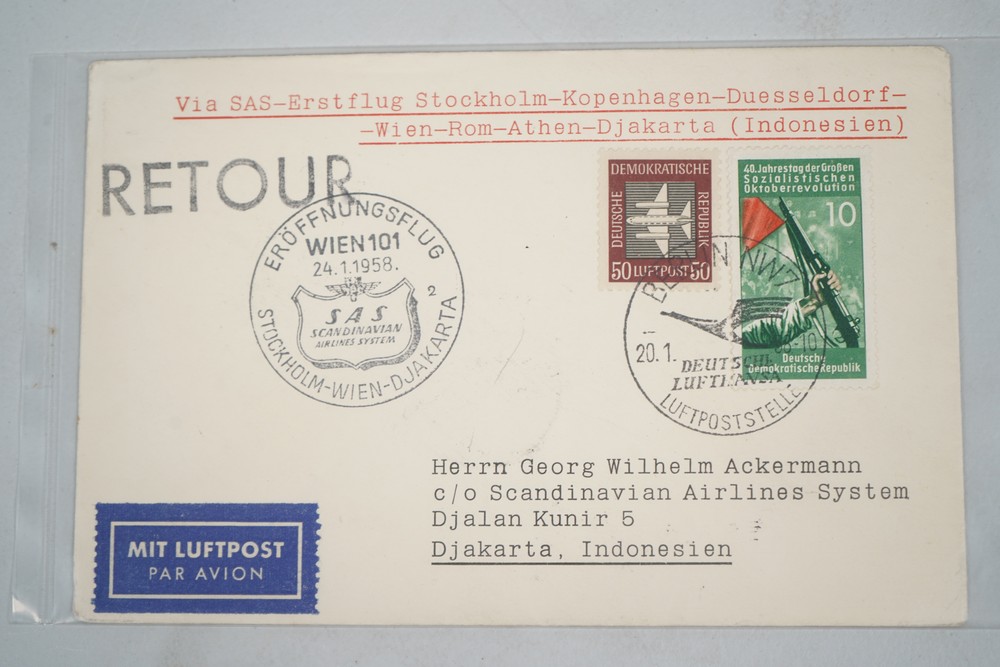 Via SAS-Erstflug Stockholm-Kopenhagen-Duesseldorf-
-Wien-Rom-Athen-Djakarta (Indonesien)
RETOUR
ERÖFFNUNGSFLUG
WIEN 101
24.1.1958.
2
SAS
SCANDINAVIAN
AIRLINES SYSTEM
STOCKHOLM-WIEN-DJAKARTA
DEMOKRATISCHE
DEUTSCHE
REPUBLIK
50 LUFTPOST 50
40. Jahrestag der Großen
Sozialistischen
Oktoberrevolution
10
Deutsche
Demokratische Republik
BERLIN NW7
20.1.
DEUTSCHE
LUFTHANSA
LUFTPOSTSTELLE
Herrn Georg Wilhelm Ackermann
c/o Scandinavian Airlines System
Djalan Kunir 5
Djakarta, Indonesien
MIT LUFTPOST
PAR AVION